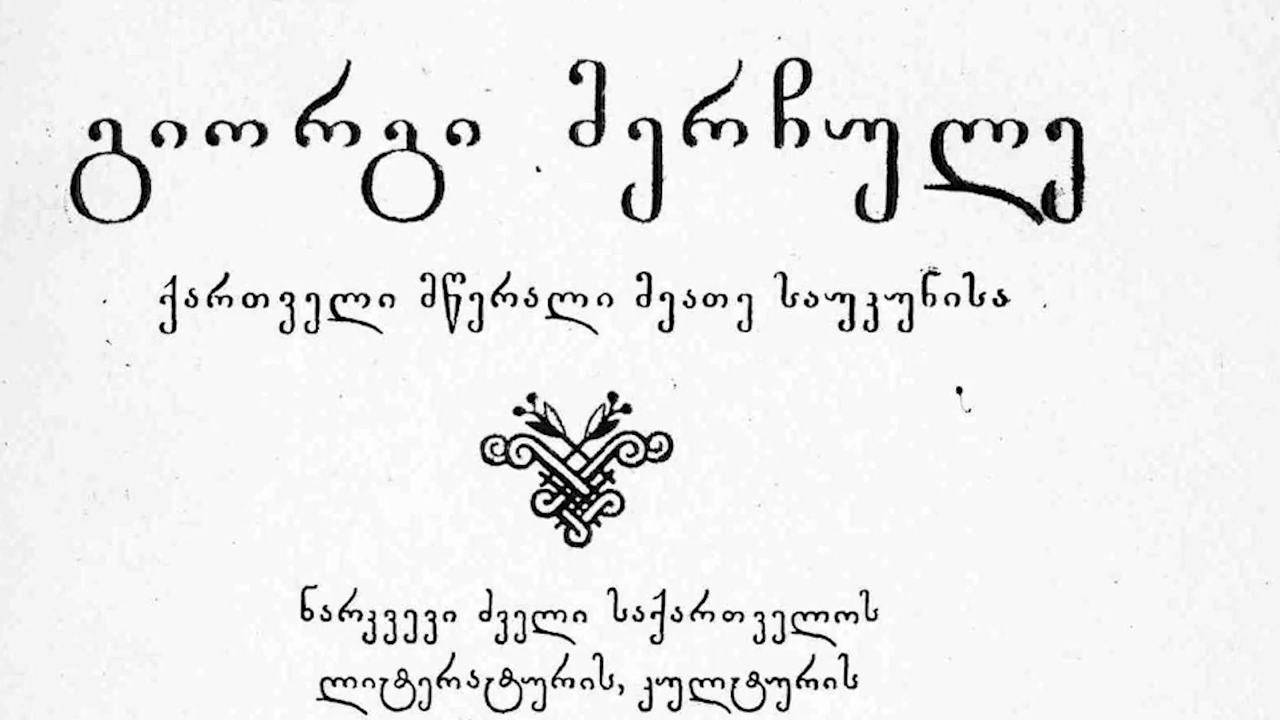 გიორგი მერჩულე
ქართველი მწერალი მეათე საუკუნისა
ნარკვევი ძველი საქართველოს
ლიტერატურის, კულტურის